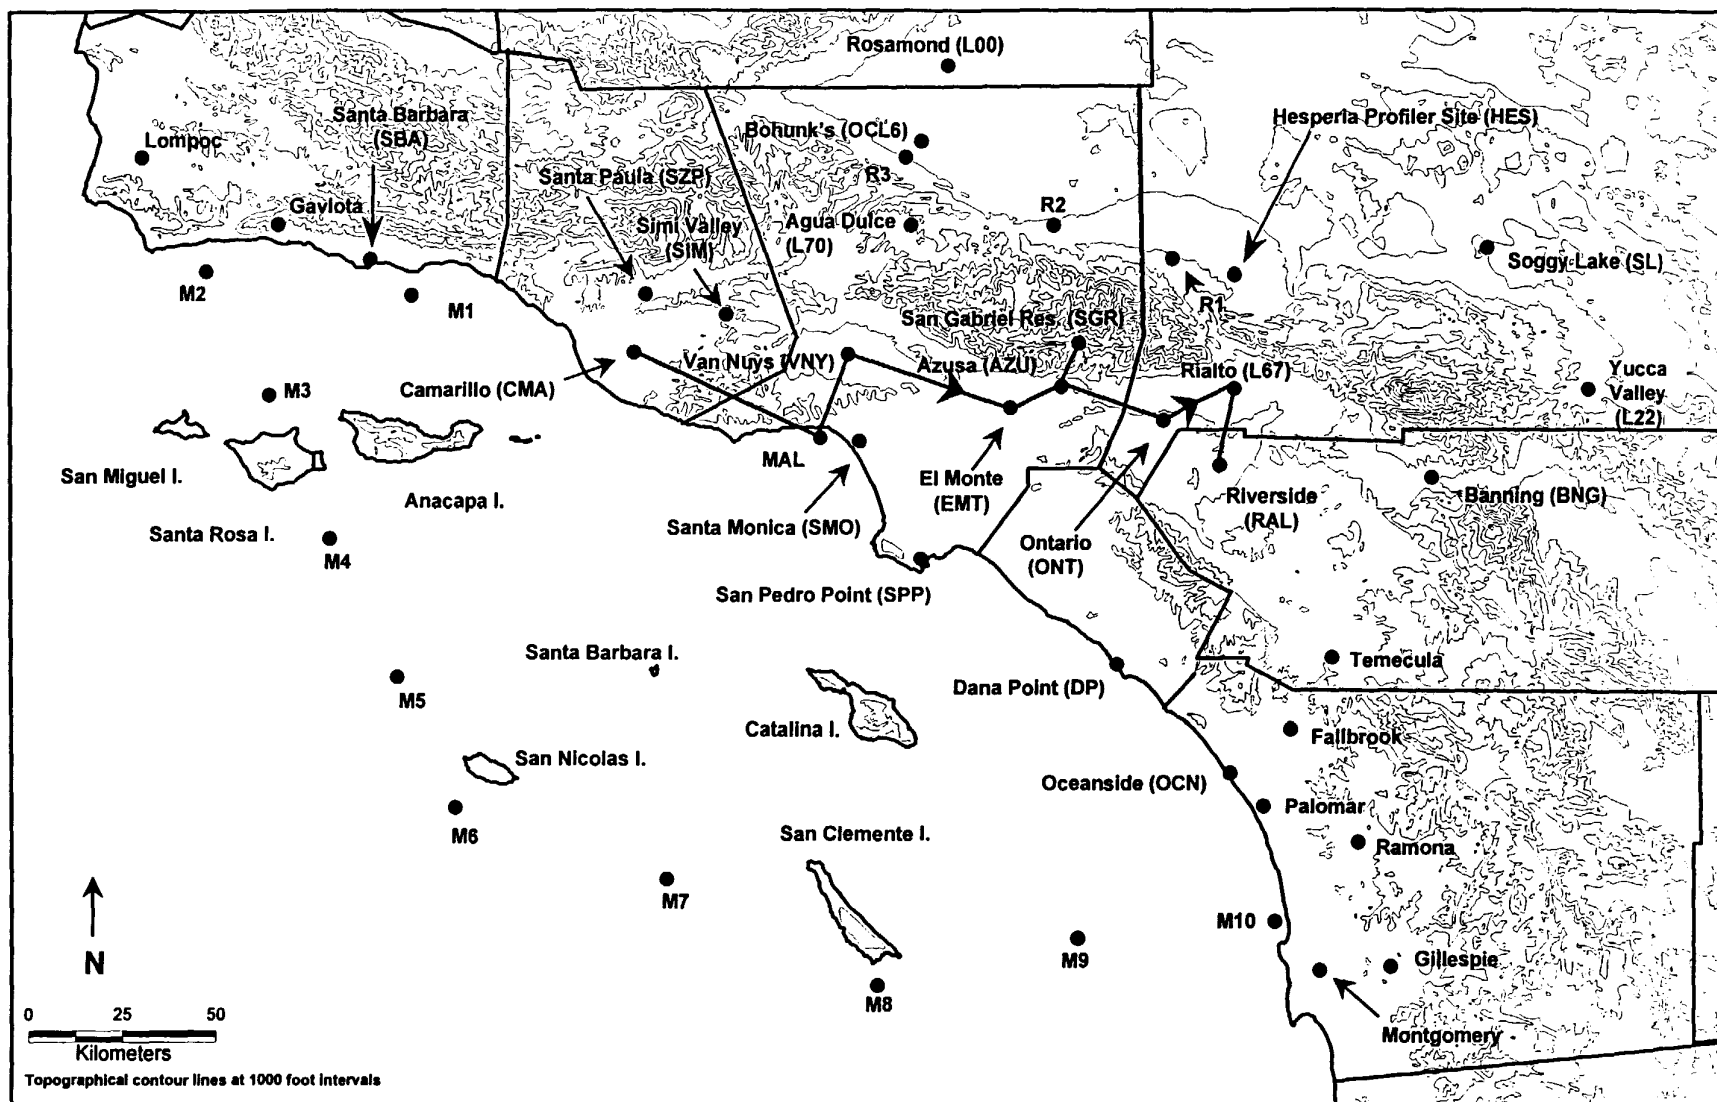 Rosamond (L00)
Santa Barbara
(SBA)
Hesperia Profiler Site (HES)
Lompoc
Bohunk's (OCL6)
R3
Santa Paula (SZP)
Gaviota
Simi Valley
(SIM)
Agua Dulce
(L70)
R2
Soggy Lake (SL)
M2
M1
R1
San Gabriel Res. (SGR)
Van Nuys (VNY)
Azusa (AZU)
Rialto (L67)
Camarillo (CMA)
M3
Yucca
Valley
(L22)
MAL
San Miguel I.
El Monte
(EMT)
Anacapa I.
Riverside
(RAL)
Banning (BNG)
Santa Rosa I.
Santa Monica (SMO)
M4
Ontario
(ONT)
San Pedro Point (SPP)
Santa Barbara I.
Temecula
M5
Dana Point (DP)
Catalina I.
Fallbrook
San Nicolas I.
Oceanside (OCN)
Palomar
M6
San Clemente I.
Ramona
M7
M10
N
M9
Gillespie
M8
0 25 50
Kilometers
Montgomery
Topographical contour lines at 1000 foot intervals